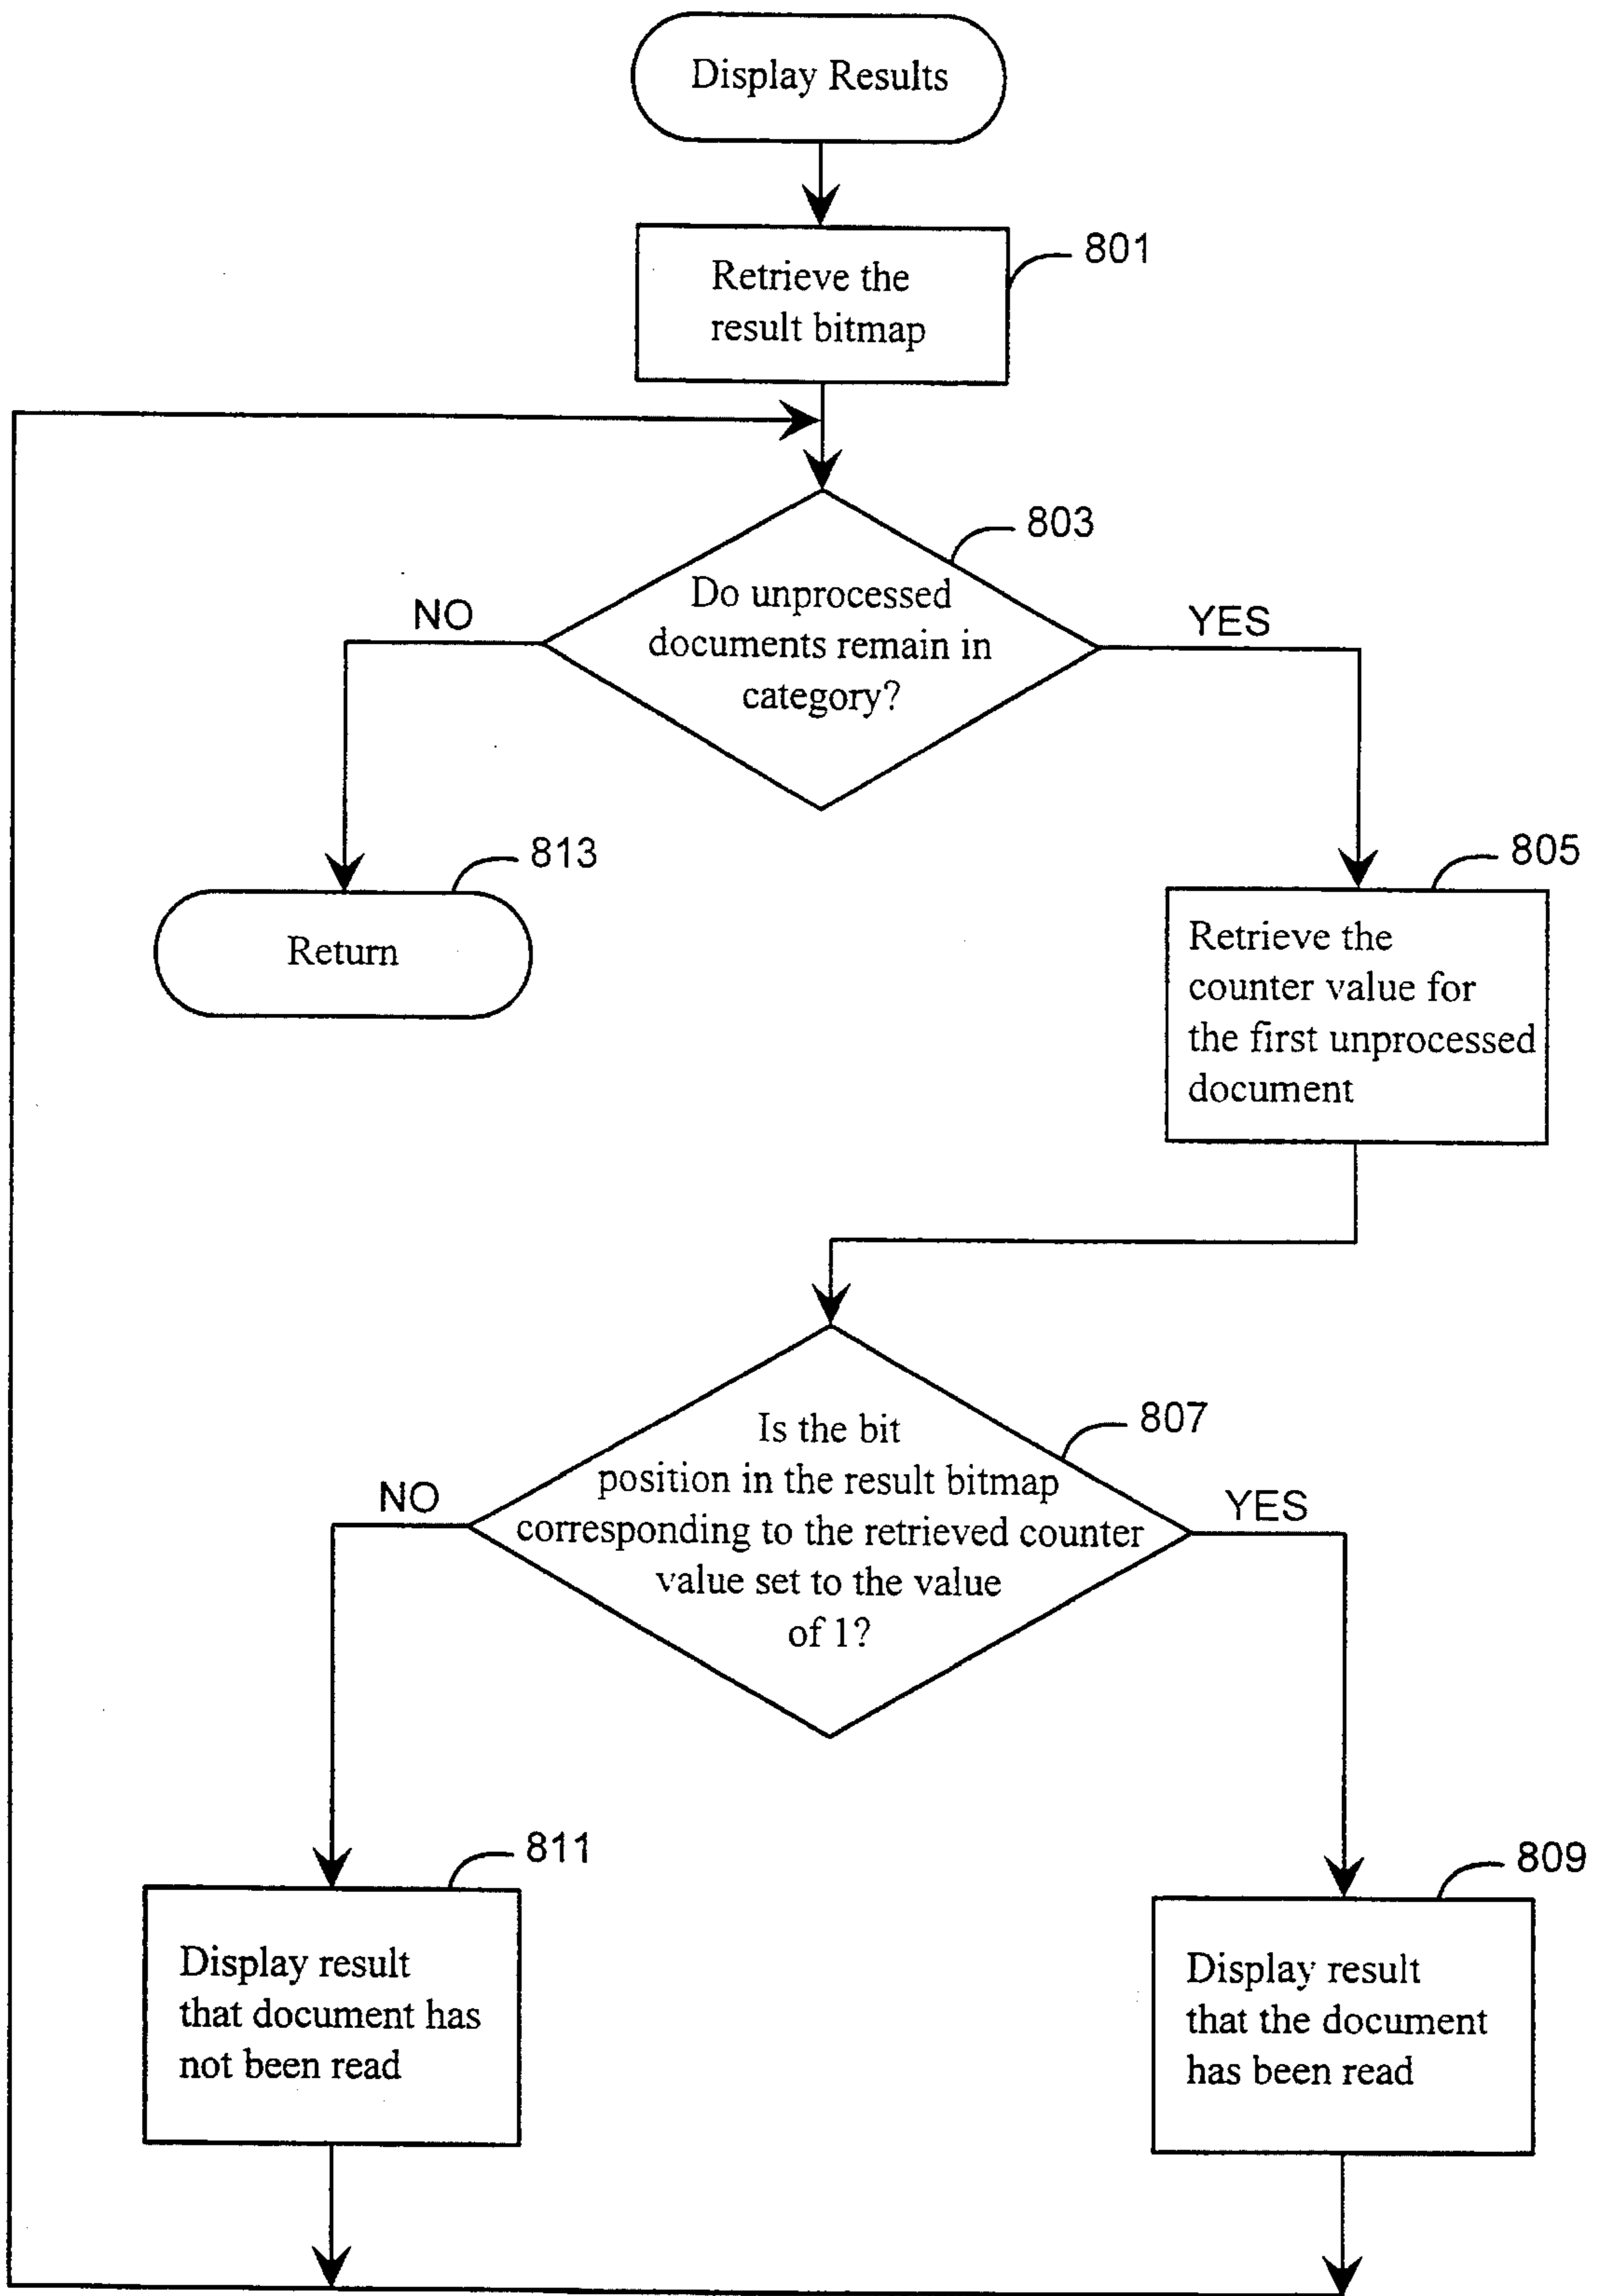 Display Results
801
Retrieve the
result bitmap
803
Do unprocessed
documents remain in
category?
NO
YES
813
Return
805
Retrieve the
counter value for
the first unprocessed
document
807
Is the bit
position in the result bitmap
corresponding to the retrieved counter
value set to the value
of 1?
NO
YES
811
Display result
that document has
not been read
809
Display result
that the document
has been read